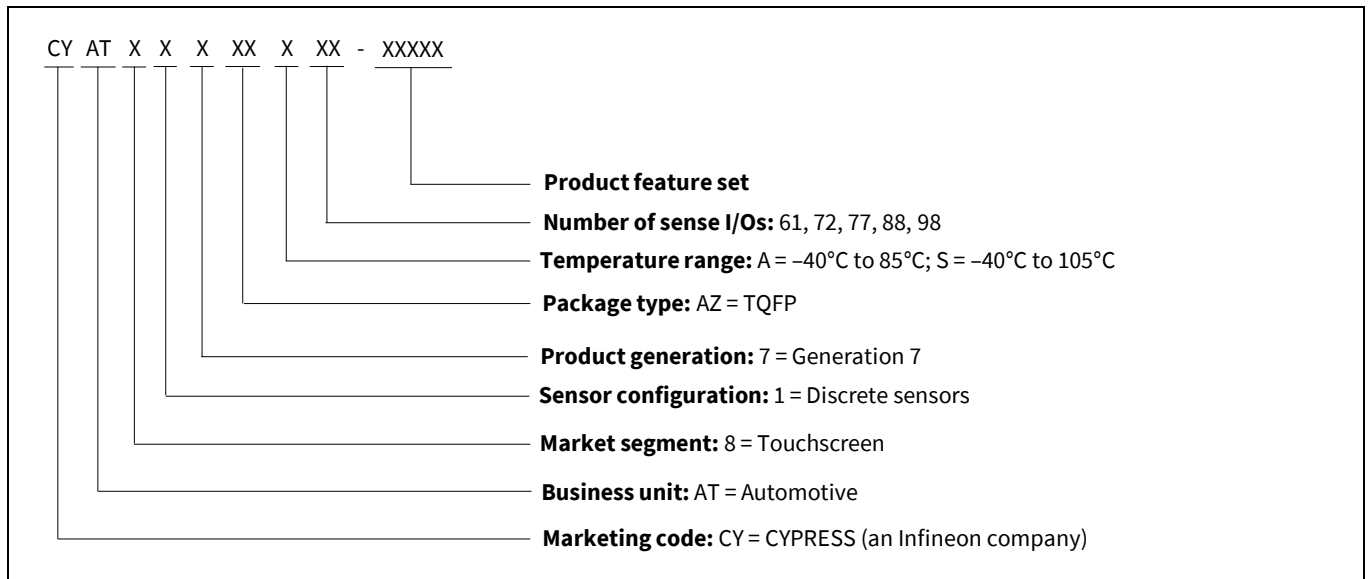 CY AT X X X XX X XX - XXXXX
Product feature set
Number of sense I/Os: 61, 72, 77, 88, 98
Temperature range: A = –40°C to 85°C; S = –40°C to 105°C
Package type: AZ = TQFP
Product generation: 7 = Generation 7
Sensor configuration: 1 = Discrete sensors
Market segment: 8 = Touchscreen
Business unit: AT = Automotive
Marketing code: CY = CYPRESS (an Infineon company)